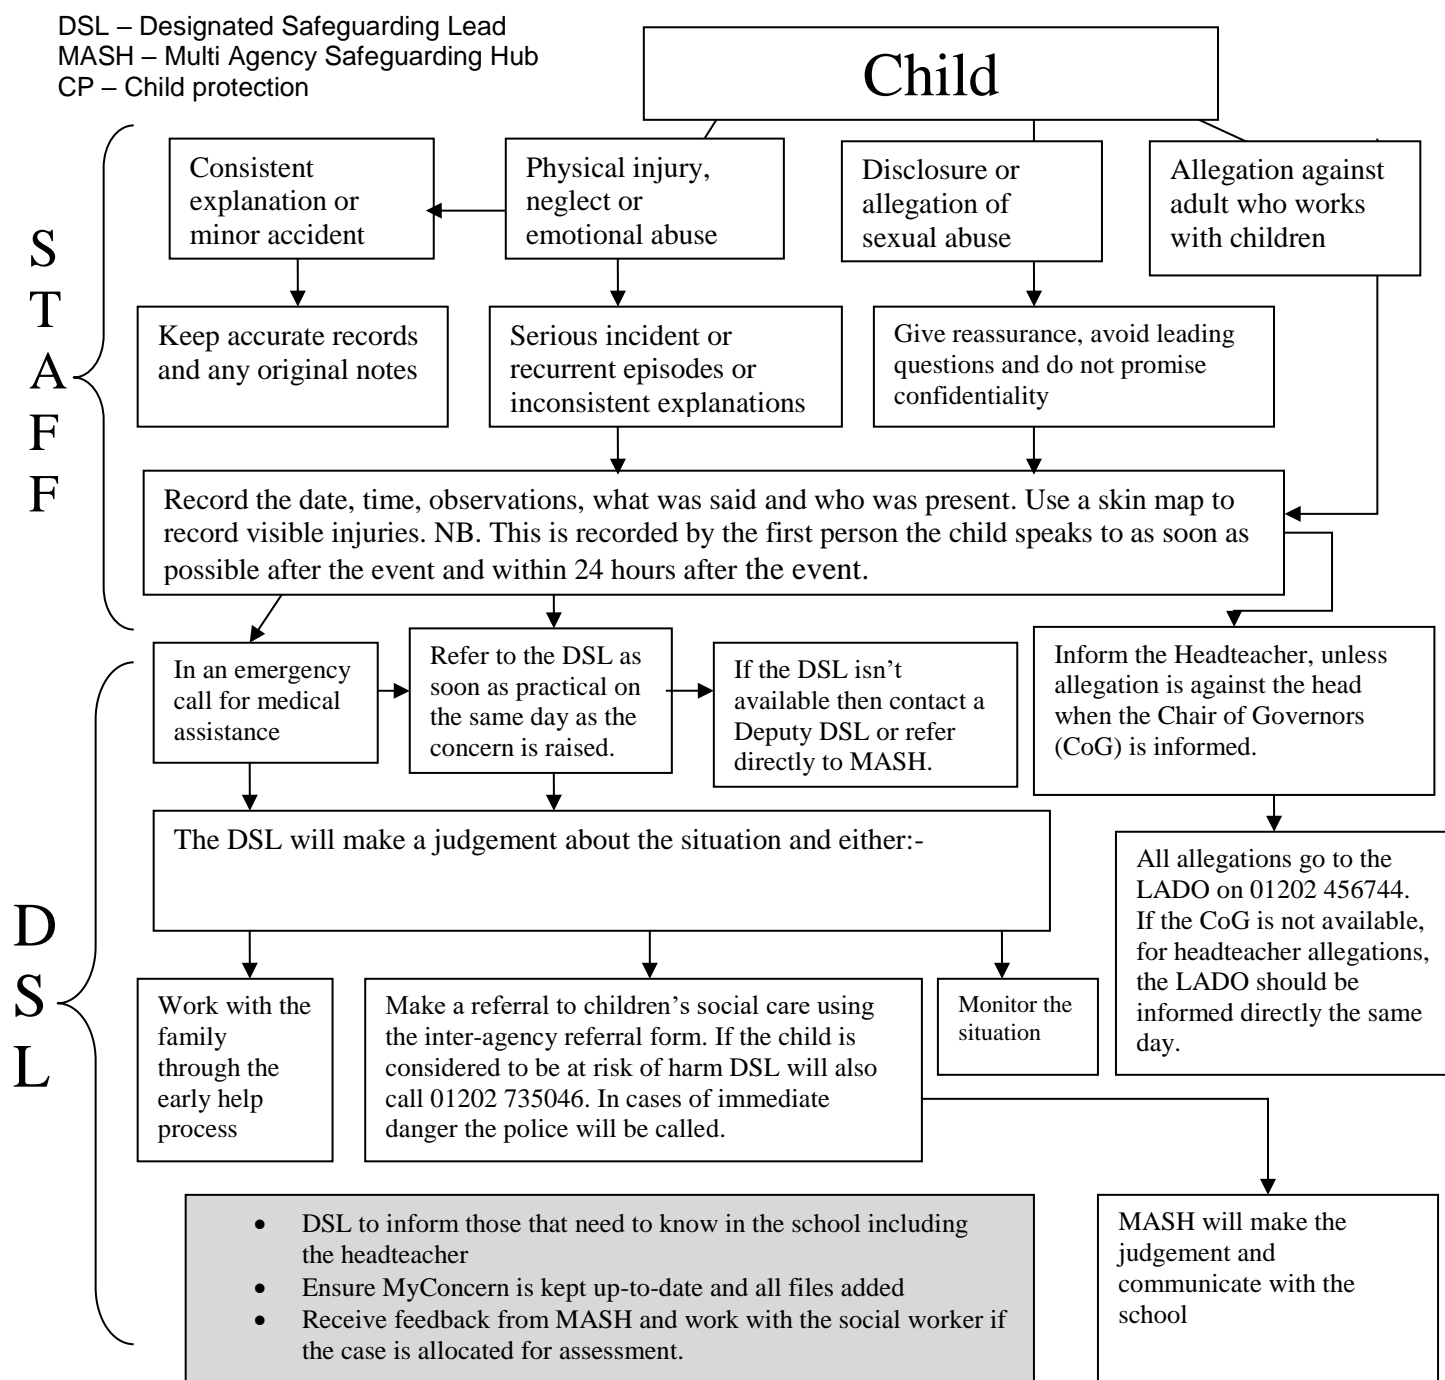 DSL – Designated Safeguarding Lead
MASH – Multi Agency Safeguarding Hub
CP – Child protection
Child
S
T
A
F
F
Consistent
explanation or
minor accident
Physical injury,
neglect or
emotional abuse
Disclosure or
allegation of
sexual abuse
Allegation against
adult who works
with children
Keep accurate records
and any original notes
Serious incident or
recurrent episodes or
inconsistent explanations
Give reassurance, avoid leading
questions and do not promise
confidentiality
Record the date, time, observations, what was said and who was present. Use a skin map to
record visible injuries. NB. This is recorded by the first person the child speaks to as soon as
possible after the event and within 24 hours after the event.
D
S
L
In an emergency
call for medical
assistance
Refer to the DSL as
soon as practical on
the same day as the
concern is raised.
If the DSL isn't
available then contact a
Deputy DSL or refer
directly to MASH.
Inform the Headteacher, unless
allegation is against the head
when the Chair of Governors
(CoG) is informed.
The DSL will make a judgement about the situation and either:-
All allegations go to the
LADO on 01202 456744.
If the CoG is not available,
for headteacher allegations,
the LADO should be
informed directly the same
day.
Work with the
family
through the
early help
process
Make a referral to children's social care using
the inter-agency referral form. If the child is
considered to be at risk of harm DSL will also
call 01202 735046. In cases of immediate
danger the police will be called.
Monitor the
situation
• DSL to inform those that need to know in the school including
the headteacher
• Ensure MyConcern is kept up-to-date and all files added
• Receive feedback from MASH and work with the social worker if
the case is allocated for assessment.
MASH will make the
judgement and
communicate with the
school